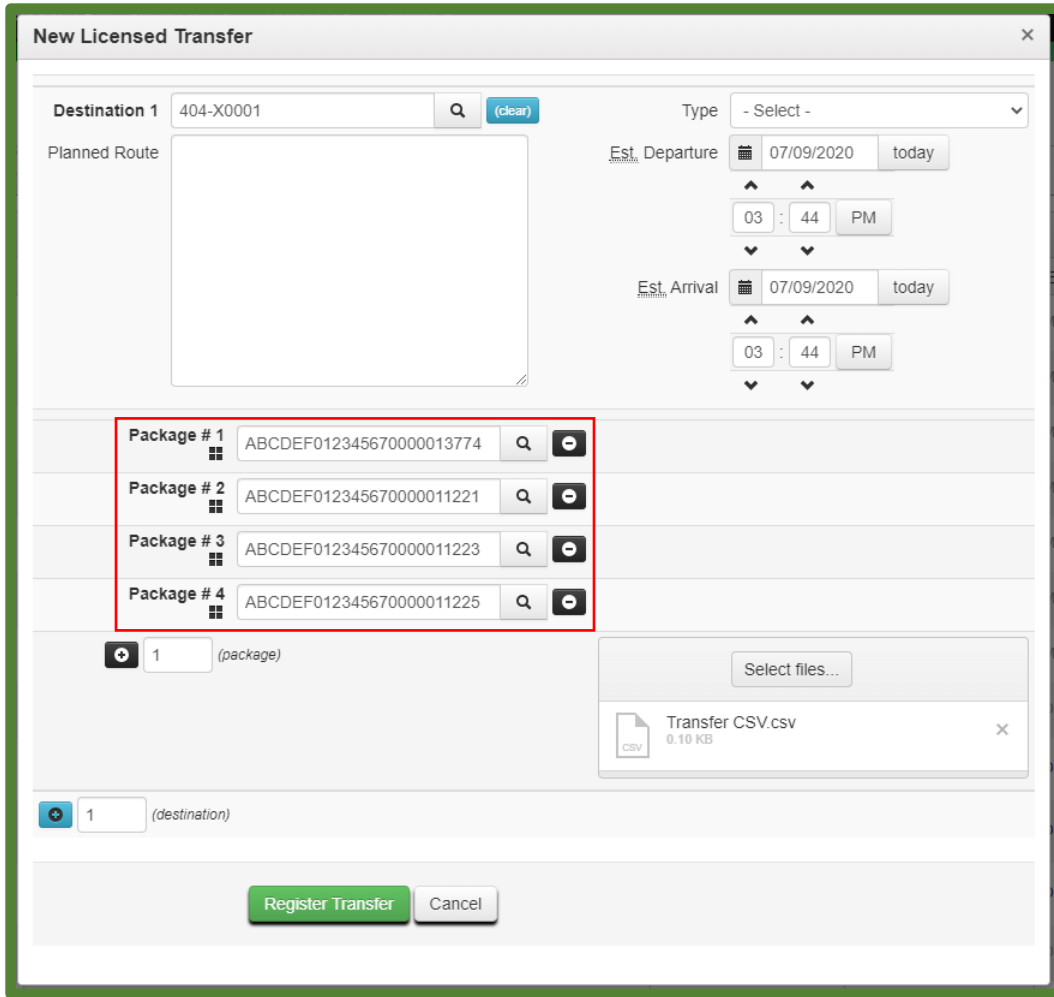 New Licensed Transfer ×
Destination 1 404-X0001 (clear) Type - Select -
Planned Route Est. Departure 07/09/2020 today
03 : 44 PM
Est. Arrival 07/09/2020 today
03 : 44 PM
Package # 1 ABCDEF012345670000013774
Package # 2 ABCDEF012345670000011221
Package # 3 ABCDEF012345670000011223
Package # 4 ABCDEF012345670000011225
1 (package) Select files...
CSV Transfer CSV.csv ×
0.10 KB
1 (destination)
Register Transfer Cancel